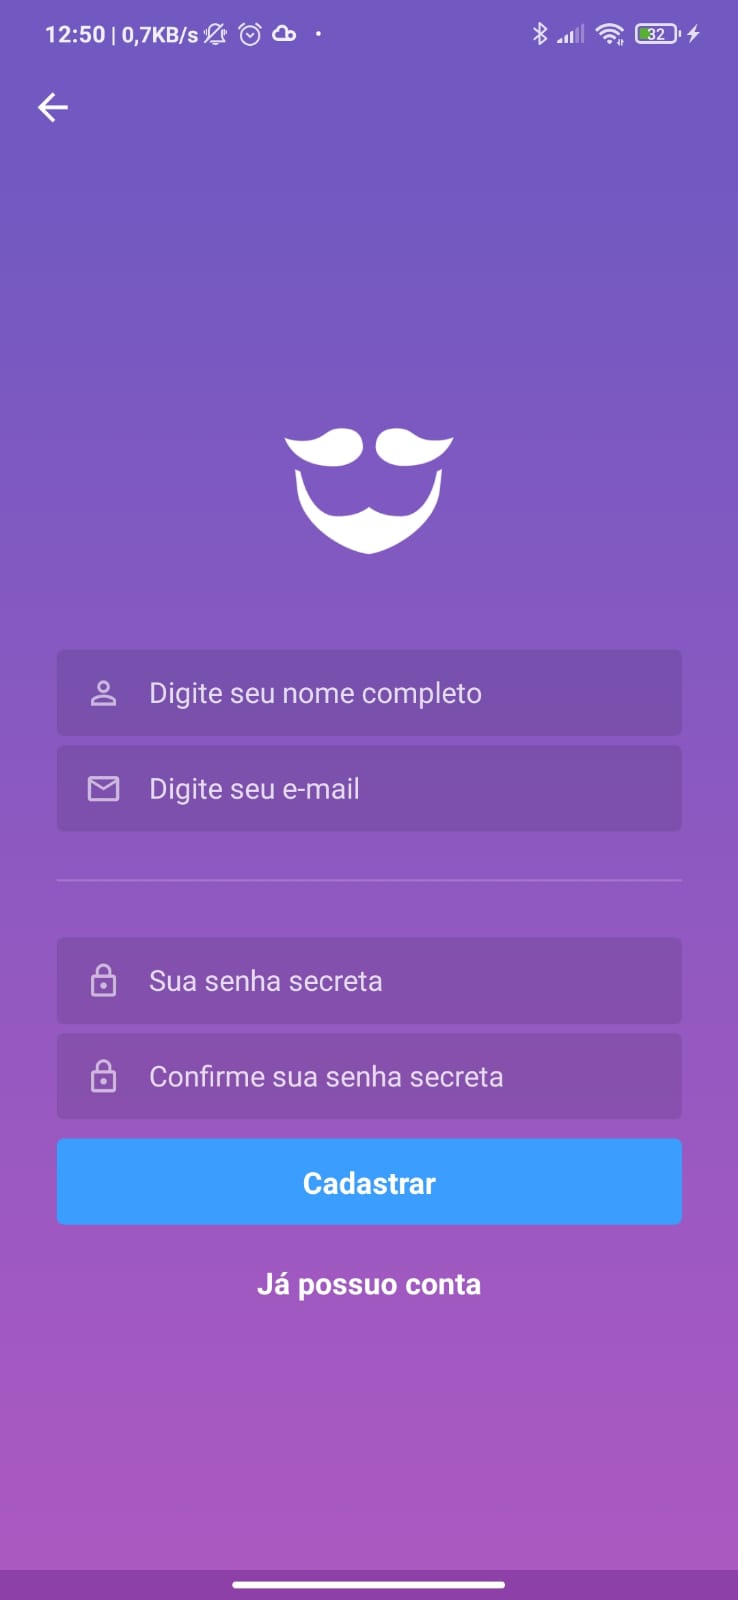 12:50 | 0,7KB/s
32
Digite seu nome completo
Digite seu e-mail
Sua senha secreta
Confirme sua senha secreta
Cadastrar
Já possuo conta